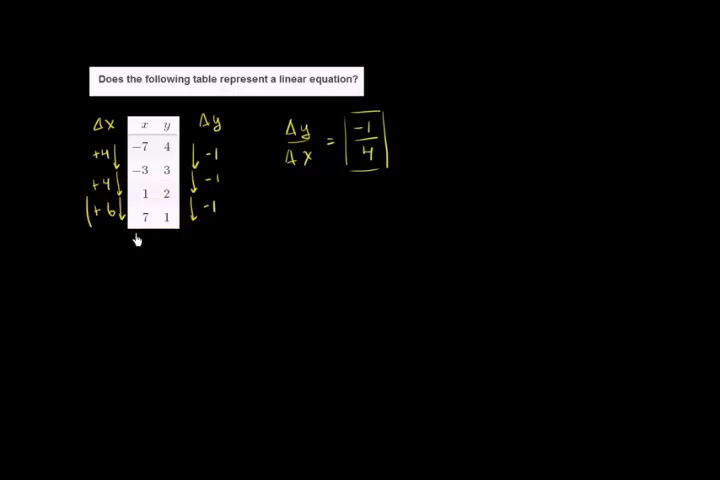 Does the following table represent a linear equation?
Δx x y Δy
-7 4
+4 -1
-3 3
+4 -1
1 2
+6 -1
7 1
Δy/Δx = -1/4